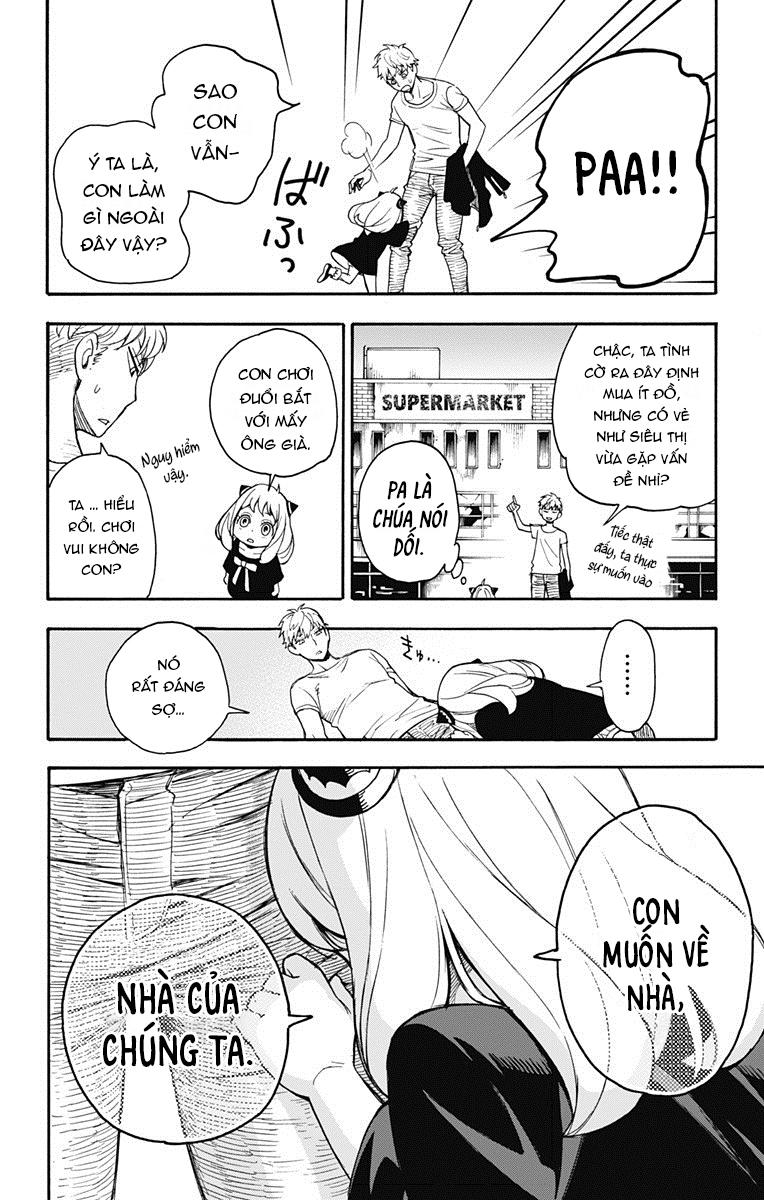 PAA!!
SAO
CON
VẪN-
Ý TA LÀ,
CON LÀM
GÌ NGOÀI
ĐÂY VẬY?
ばふっ
CHẬC, TA TÌNH
CỜ RA ĐÂY ĐỊNH
MUA ÍT ĐỒ,
NHƯNG CÓ VẺ
NHƯ SIÊU THỊ
VỪA GẶP VẤN
ĐỀ NHỈ?
SUPERMARKET
Tiếc thật
đấy, ta thực
sự muốn vào
PA LÀ
CHÚA NÓI
DỐI.
CON CHƠI
ĐUỔI BẮT
VỚI MẤY
ÔNG GIÀ.
Nguy hiểm
vậy.
TA ... HIỂU
RỒI. CHƠI
VUI KHÔNG
CON?
......
きゅ...
NÓ
RẤT ĐÁNG
SỢ...
CON
MUỐN VỀ
NHÀ,
NHÀ CỦA
CHÚNG TA.